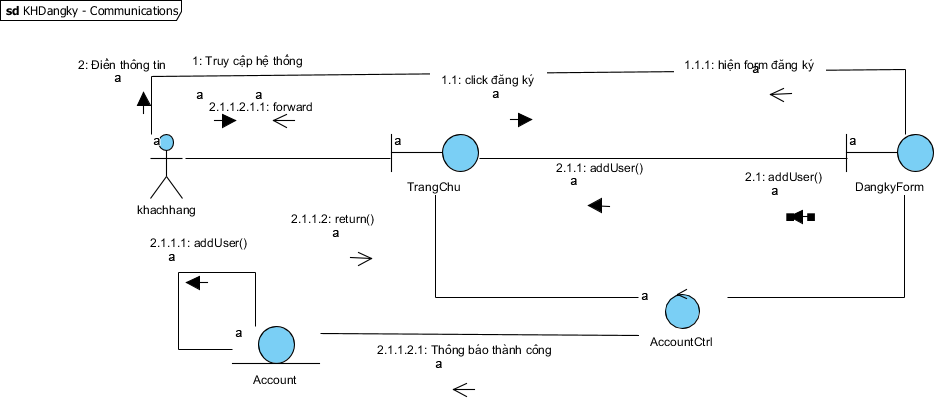 sd KHDangky - Communications
2: Điền thông tin
a
1: Truy cập hệ thống
1.1: click đăng ký
a
1.1.1: hiện form đăng ký
a
a
a
2.1.1.2.1.1: forward
a
a
a
TrangChu
DangkyForm
khachhang
2.1.1: addUser()
a
2.1: addUser()
a
2.1.1.2: return()
a
2.1.1.1: addUser()
a
a
AccountCtrl
a
Account
2.1.1.2.1: Thông báo thành công
a